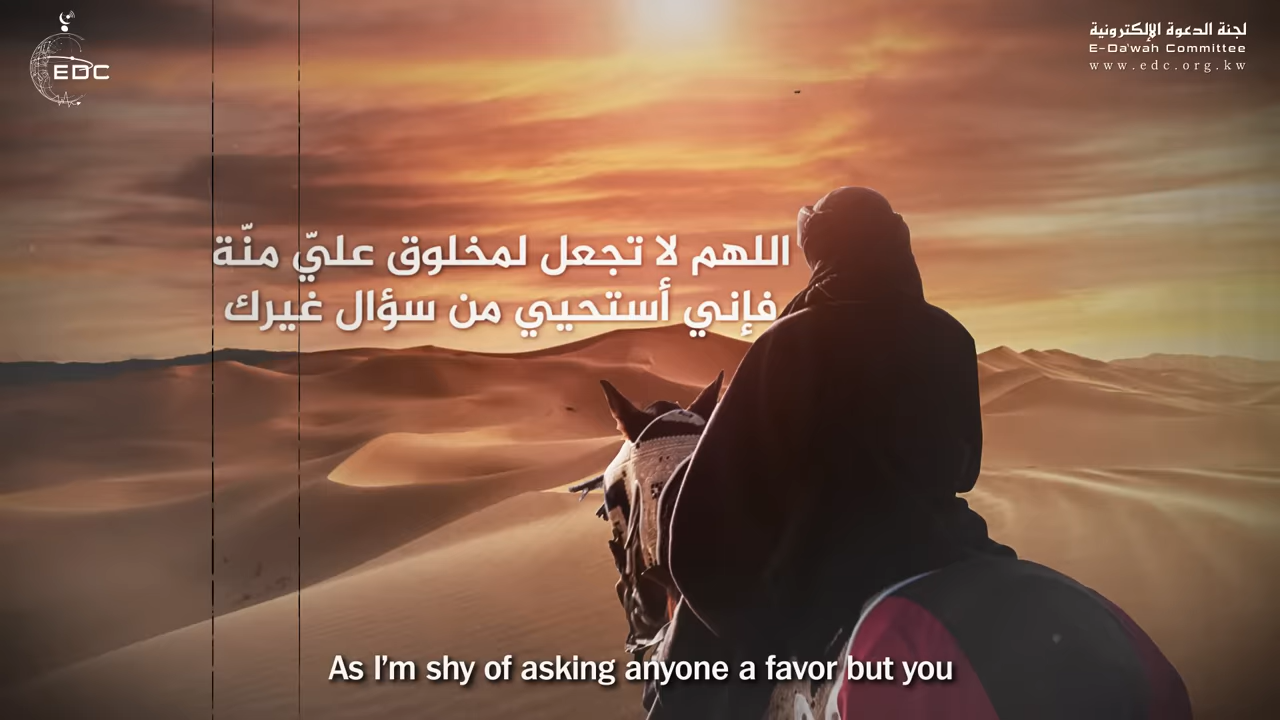 EDC
لجنة الدعوة الإلكترونية
E-Da'wah Committee
www.edc.org.kw
اللهم لا تجعل لمخلوق عليّ منّة
فإني أستحيي من سؤال غيرك
As I'm shy of asking anyone a favor but you